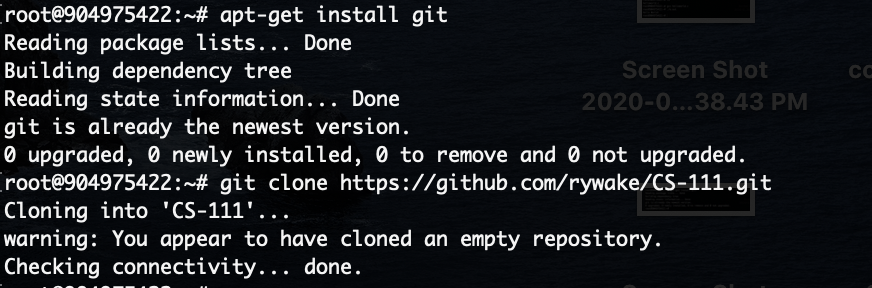 root@904975422:~# apt-get install git
Reading package lists... Done
Building dependency tree
Reading state information... Done
git is already the newest version.
0 upgraded, 0 newly installed, 0 to remove and 0 not upgraded.
root@904975422:~# git clone https://github.com/rywake/CS-111.git
Cloning into 'CS-111'...
warning: You appear to have cloned an empty repository.
Checking connectivity... done.
Screen Shot
2020-0...38.43 PM